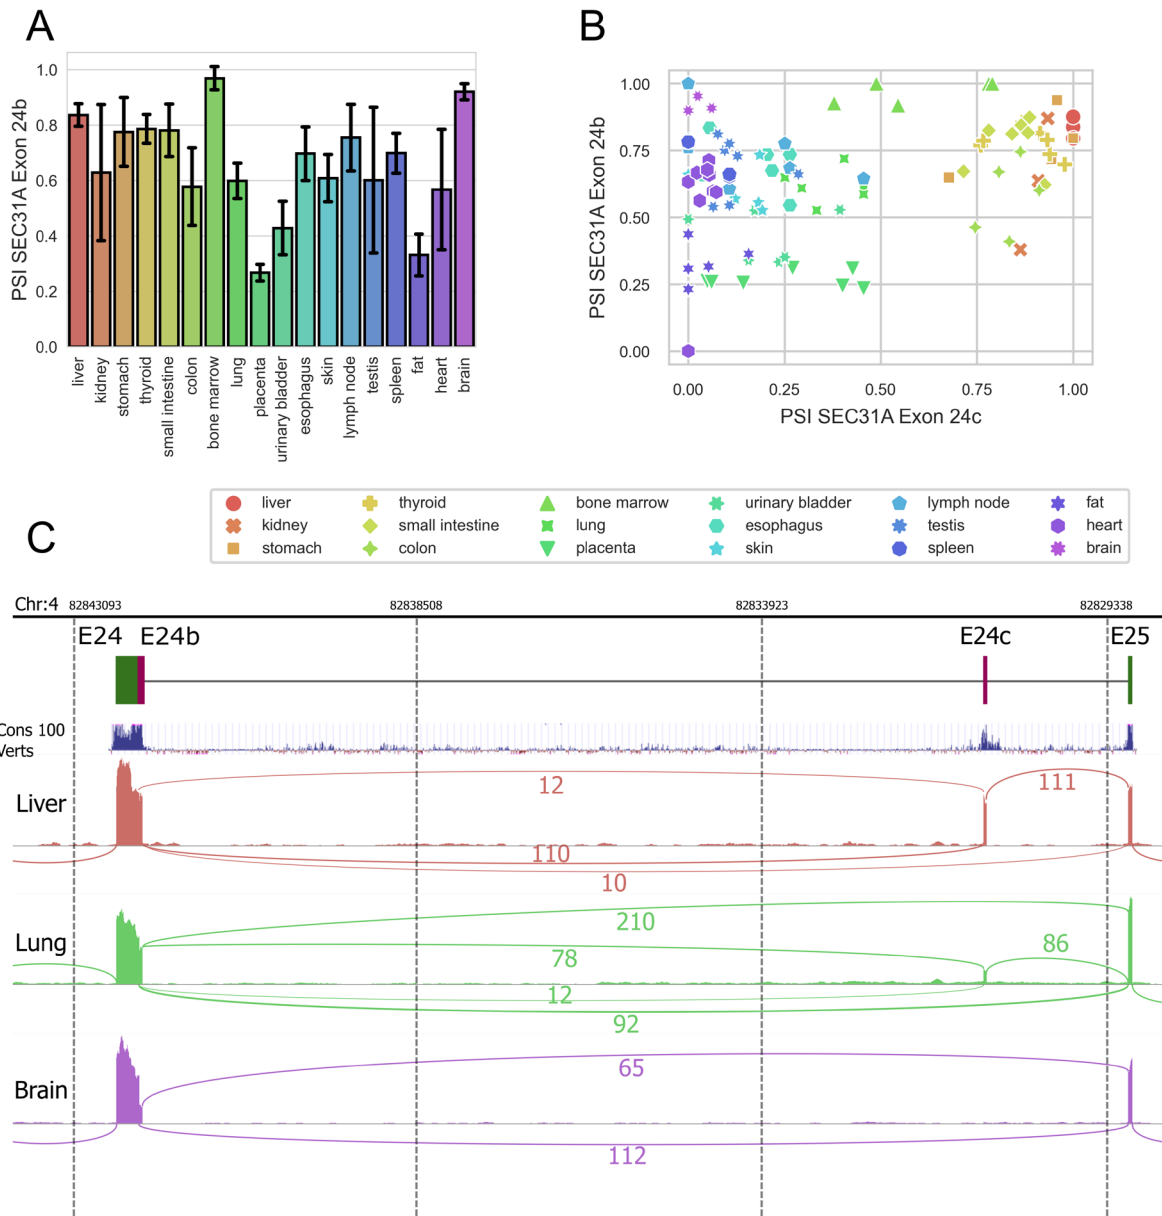 A
PSI SEC31A Exon 24b
1.0
0.8
0.6
0.4
0.2
0.0
liver
kidney
stomach
thyroid
small intestine
colon
bone marrow
lung
placenta
urinary bladder
esophagus
skin
lymph node
testis
spleen
fat
heart
brain
B
PSI SEC31A Exon 24b
1.00
0.75
0.50
0.25
0.00
0.00 0.25 0.50 0.75 1.00
PSI SEC31A Exon 24c
liver thyroid bone marrow urinary bladder lymph node fat
kidney small intestine lung esophagus testis heart
stomach colon placenta skin spleen brain
C
Chr:4 82843093 82838508 82833923 82829338
E24 E24b E24c E25
Cons 100
Verts
Liver
12
111
110
10
Lung
210
78
86
12
92
Brain
65
112